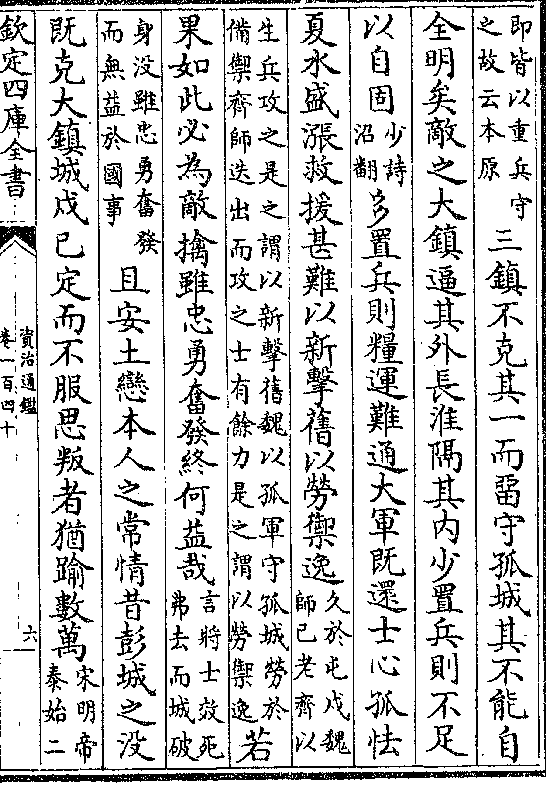 即皆以重兵守
之故云本原
三鎮不克其一而畱守孤城其不能自
全明矣敵之大鎮逼其外長淮隔其内少置兵則不足
以自固
少詩
沼翻
多置兵則糧運難通大軍既還士心孤怯
夏水盛漲救援甚難以新擊舊以勞禦逸
久於屯戍魏
師已老齊以
生兵攻之是之謂以新擊舊魏以孤軍守孤城勞於
備禦齊師迭出而攻之士有餘力是之謂以勞禦逸
若
果如此必為敵擒雖忠勇奮發終何益哉
言將士效死
弗去而城破
身没雖忠勇奮發
而無益於國事
且安土戀本人之常情昔彭城之没
既克大鎮城戍已定而不服思叛者猶踰數萬
宋明帝
泰始二
欽定四庫全書
資治通鑑
卷一百四十
六